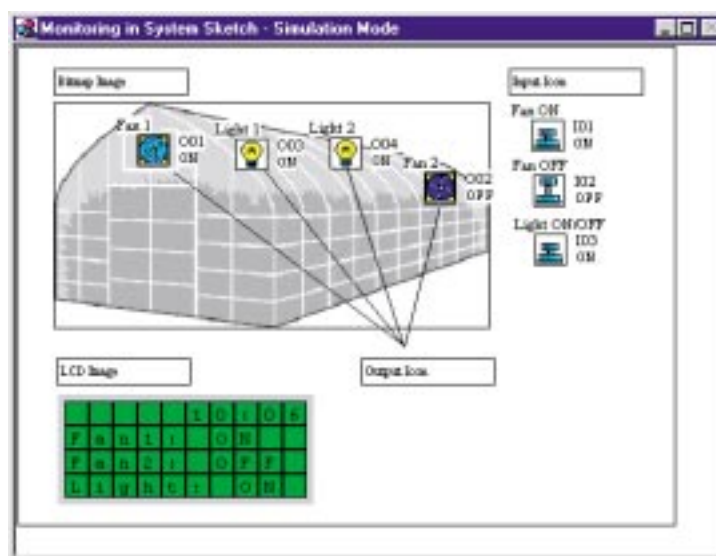 Monitoring in System Sketch - Simulation Mode
Bitmap Image
Input Icon
Fan 1
O01
ON
Light 1
O03
ON
Light 2
O04
ON
Fan 2
O02
OFF
Fan ON
I01
ON
Fan OFF
I02
OFF
Light ON/OFF
I03
ON
LCD Image
Output Icon
10:06
Fan1: ON
Fan2: OFF
Light: ON